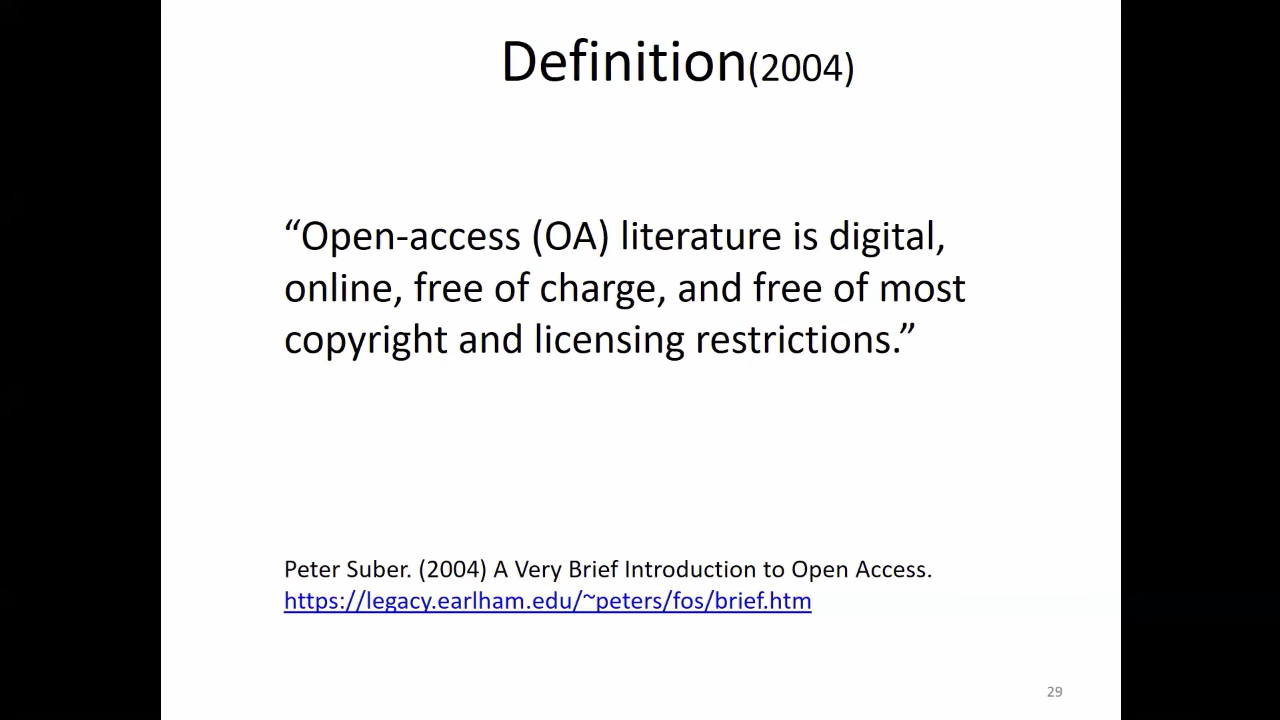 Definition(2004)
“Open-access (OA) literature is digital,
online, free of charge, and free of most
copyright and licensing restrictions.”
Peter Suber. (2004) A Very Brief Introduction to Open Access.
https://legacy.earlham.edu/~peters/fos/brief.htm
29